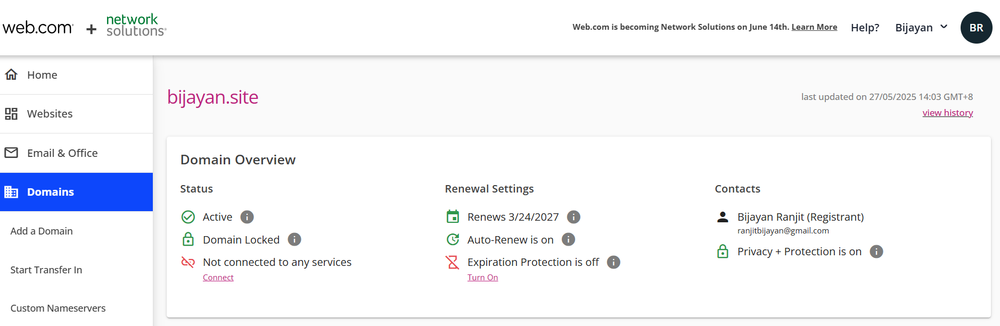 web.com + network solutions
Web.com is becoming Network Solutions on June 14th. Learn More
Help?
Bijayan
BR
Home
Websites
Email & Office
Domains
Add a Domain
Start Transfer In
Custom Nameservers
bijayan.site
last updated on 27/05/2025 14:03 GMT+8
view history
Domain Overview
Status
Active
Domain Locked
Not connected to any services
Connect
Renewal Settings
Renews 3/24/2027
Auto-Renew is on
Expiration Protection is off
Turn On
Contacts
Bijayan Ranjit (Registrant)
ranjitbijayan@gmail.com
Privacy + Protection is on